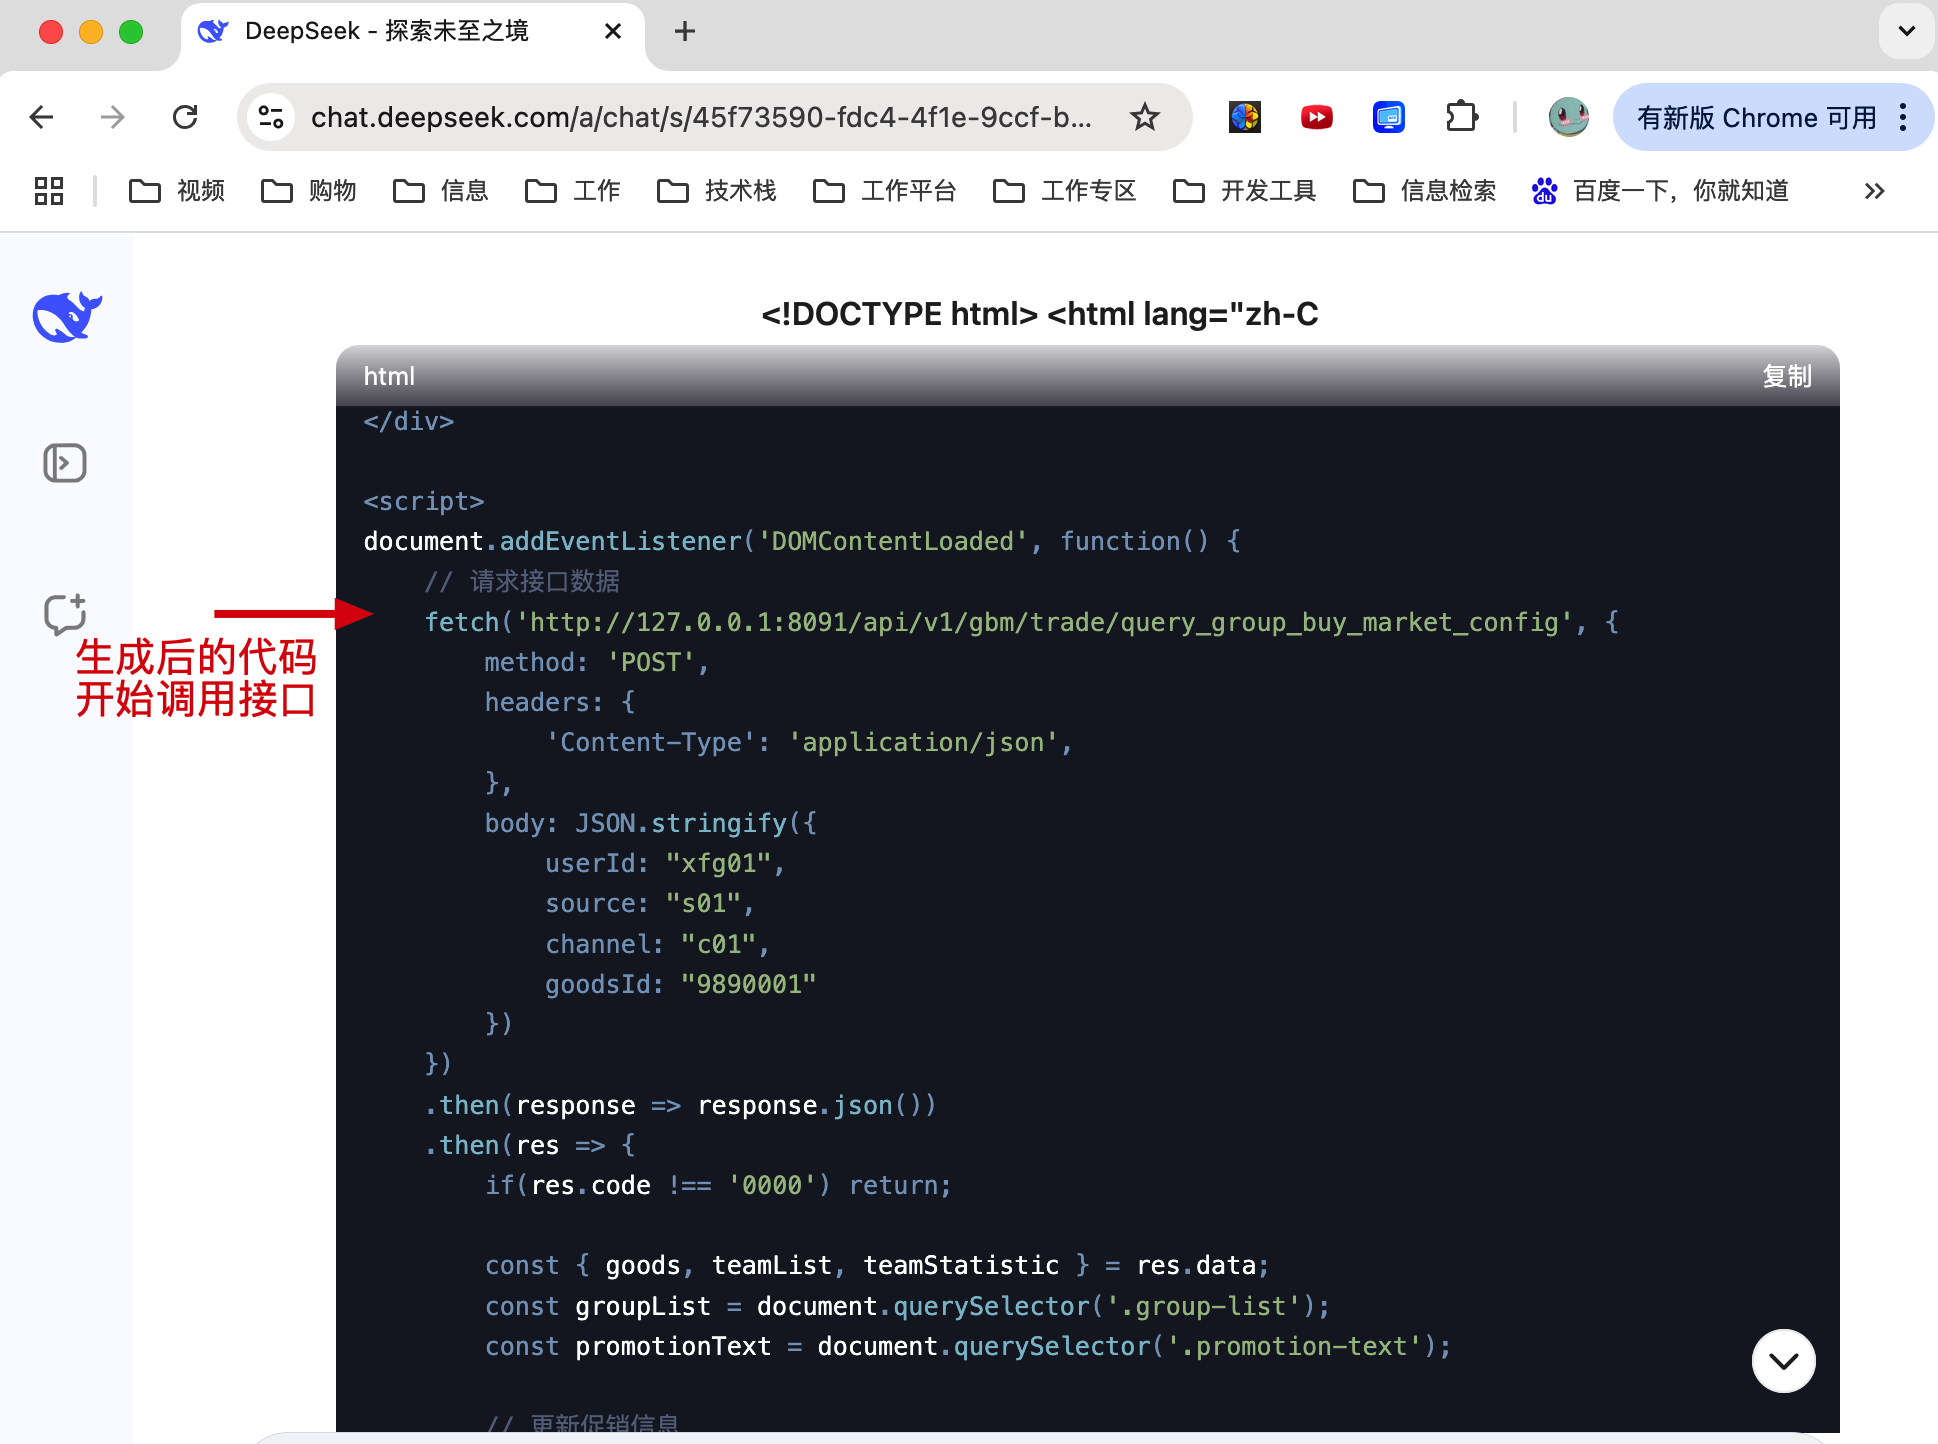 DeepSeek - 探索未至之境
chat.deepseek.com/a/chat/s/45f73590-fdc4-4f1e-9ccf-b...
有新版 Chrome 可用
视频 购物 信息 工作 技术栈 工作平台 工作专区 开发工具 信息检索 du 百度一下，你就知道
<!DOCTYPE html> <html lang="zh-C
html 复制
</div>
<script>
document.addEventListener('DOMContentLoaded', function() {
// 请求接口数据
fetch('http://127.0.0.1:8091/api/v1/gbm/trade/query_group_buy_market_config', {
生成后的代码
开始调用接口
method: 'POST',
headers: {
'Content-Type': 'application/json',
},
body: JSON.stringify({
userId: "xfg01",
source: "s01",
channel: "c01",
goodsId: "9890001"
})
})
.then(response => response.json())
.then(res => {
if(res.code !== '0000') return;
const { goods, teamList, teamStatistic } = res.data;
const groupList = document.querySelector('.group-list');
const promotionText = document.querySelector('.promotion-text');
// 更新促销信息